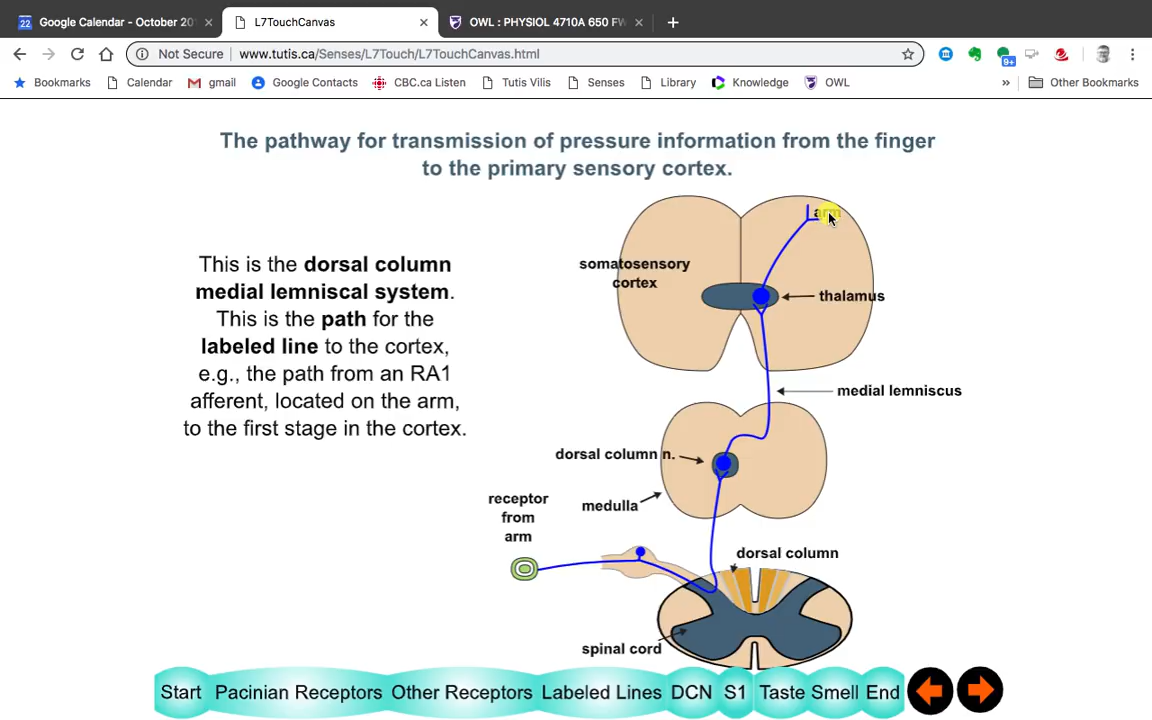 Google Calendar - October 20
L7TouchCanvas
OWL : PHYSIOL 4710A 650 FW
Not Secure
www.tutis.ca/Senses/L7Touch/L7TouchCanvas.html
9+
Bookmarks
Calendar
gmail
Google Contacts
CBC.ca Listen
Tutis Vilis
Senses
Library
Knowledge
OWL
»
Other Bookmarks
The pathway for transmission of pressure information from the finger
to the primary sensory cortex.
This is the dorsal column
medial lemniscal system.
This is the path for the
labeled line to the cortex,
e.g., the path from an RA1
afferent, located on the arm,
to the first stage in the cortex.
arm
somatosensory
cortex
thalamus
medial lemniscus
dorsal column n.
medulla
receptor
from
arm
dorsal column
spinal cord
Start
Pacinian Receptors
Other Receptors
Labeled Lines
DCN
S1
Taste
Smell
End